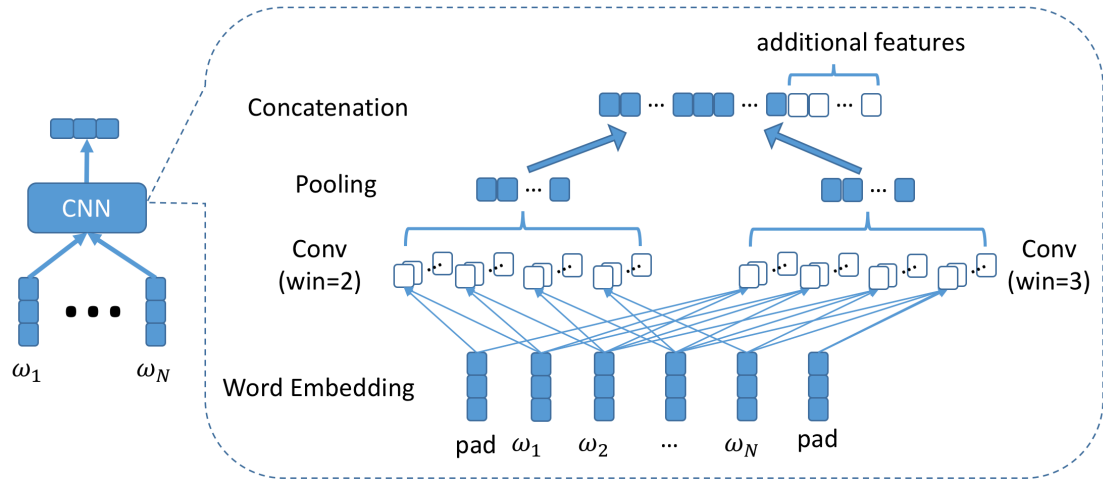 additional features
Concatenation ... ... ...
Pooling ... ...
CNN
Conv
(win=2)
Conv
(win=3)
...
ω1 ωN
Word Embedding
pad ω1 ω2 ... ωN pad